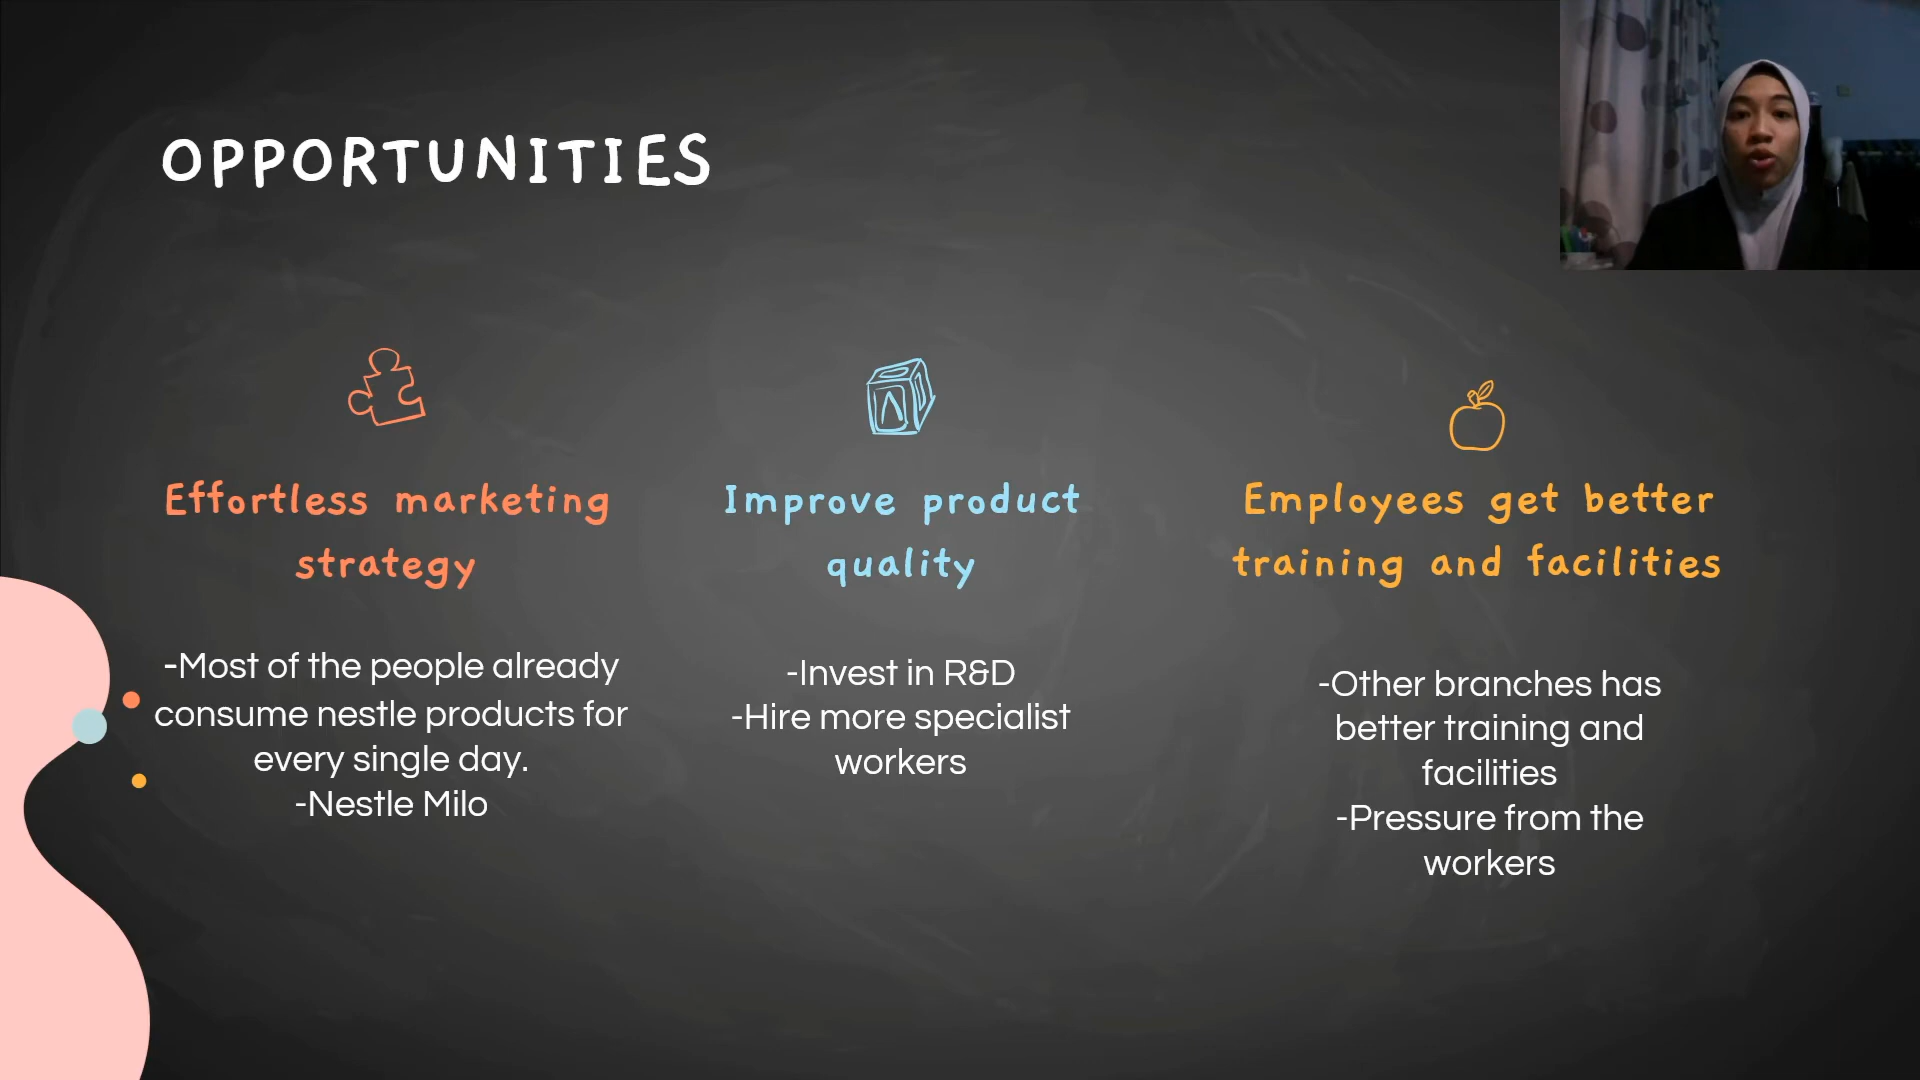 OPPORTUNITIES
Effortless marketing
strategy
-Most of the people already
consume nestle products for
every single day.
-Nestle Milo
A
Improve product
quality
-Invest in R&D
-Hire more specialist
workers
Employees get better
training and facilities
-Other branches has
better training and
facilities
-Pressure from the
workers